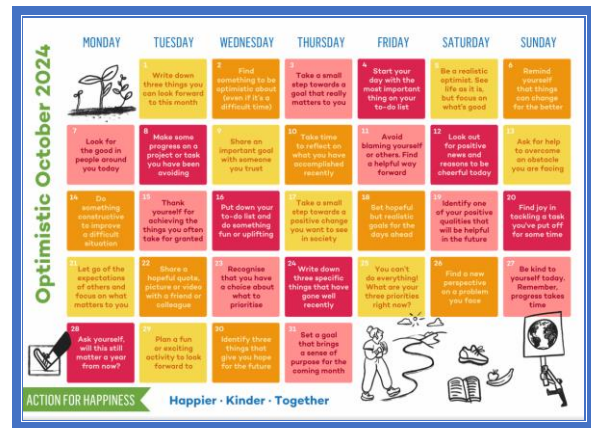 Optimistic October 2024
MONDAY TUESDAY WEDNESDAY THURSDAY FRIDAY SATURDAY SUNDAY
1
Write down
three things you
can look forward
to this month
2
Find
something to be
optimistic about
(even if it's a
difficult time)
3
Take a small
step towards a
goal that really
matters to you
4
Start your
day with the
most important
thing on your
to-do list
5
Be a realistic
optimist. See
life as it is,
but focus on
what's good
6
Remind
yourself
that things
can change
for the better
7
Look for
the good in
people around
you today
8
Make some
progress on a
project or task
you have been
avoiding
9
Share an
important goal
with someone
you trust
10
Take time
to reflect on
what you have
accomplished
recently
11
Avoid
blaming yourself
or others. Find
a helpful way
forward
12
Look out
for positive
news and
reasons to be
cheerful today
13
Ask for help
to overcome
an obstacle
you are facing
14
Do
something
constructive
to improve
a difficult
situation
15
Thank
yourself for
achieving the
things you often
take for granted
16
Put down your
to-do list and do
something fun
or uplifting
17
Take a small
step towards a
positive change
you want to see
in society
18
Set hopeful
but realistic
goals for the
days ahead
19
Identify one
of your positive
qualities that
will be helpful
in the future
20
Find joy in
tackling a task
you've put off
for some time
21
Let go of the
expectations
of others and
focus on what
matters to you
22
Share a
hopeful quote,
picture or video
with a friend or
colleague
23
Recognise
that you have
a choice about
what to
prioritise
24
Write down
three specific
things that have
gone well
recently
25
You can't
do everything!
What are your
three priorities
right now?
26
Find a new
perspective
on a problem
you face
27
Be kind to
yourself today.
Remember,
progress takes
time
28
Ask yourself,
will this still
matter a year
from now?
29
Plan a fun
or exciting
activity to look
forward to
30
Identify three
things that
give you hope
for the future
31
Set a goal
that brings
a sense of
purpose for the
coming month
ACTION FOR HAPPINESS
Happier · Kinder · Together